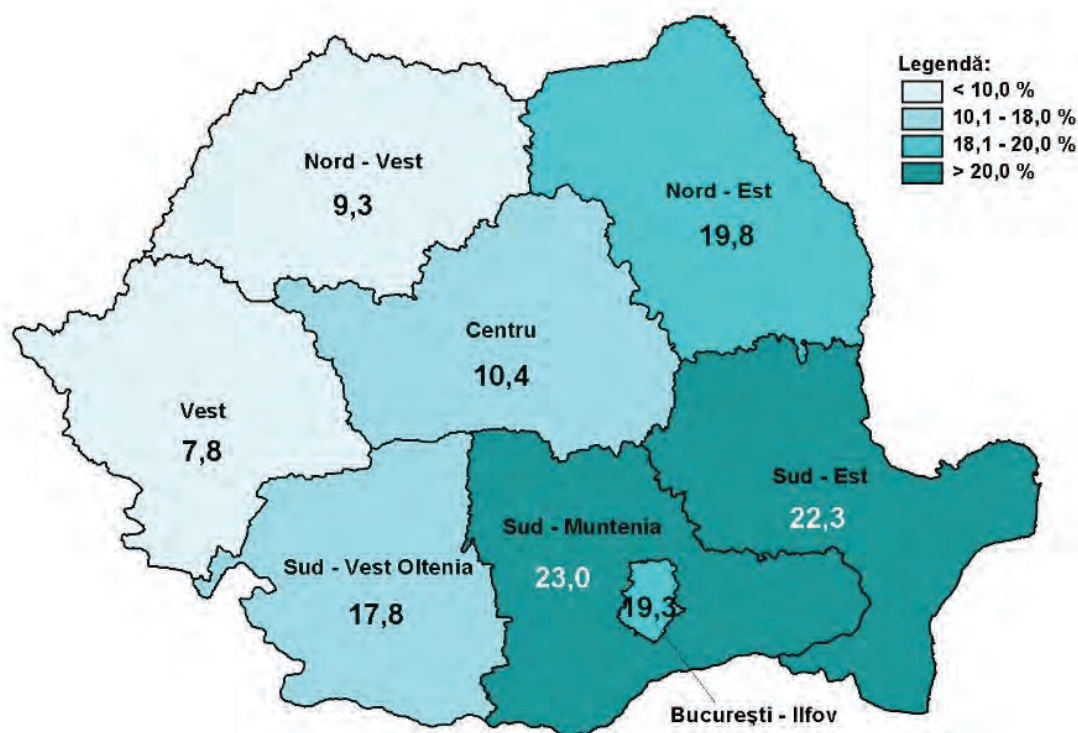 Legendă:
< 10,0 %
10,1 - 18,0 %
18,1 - 20,0 %
> 20,0 %
Nord - Vest
9,3
Nord - Est
19,8
Centru
10,4
Vest
7,8
Sud - Est
22,3
Sud - Muntenia
23,0
Sud - Vest Oltenia
17,8
19,3
Bucureşti - Ilfov